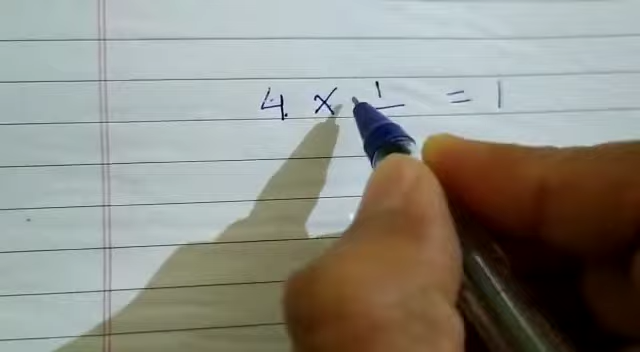 4 × 1/ = 1